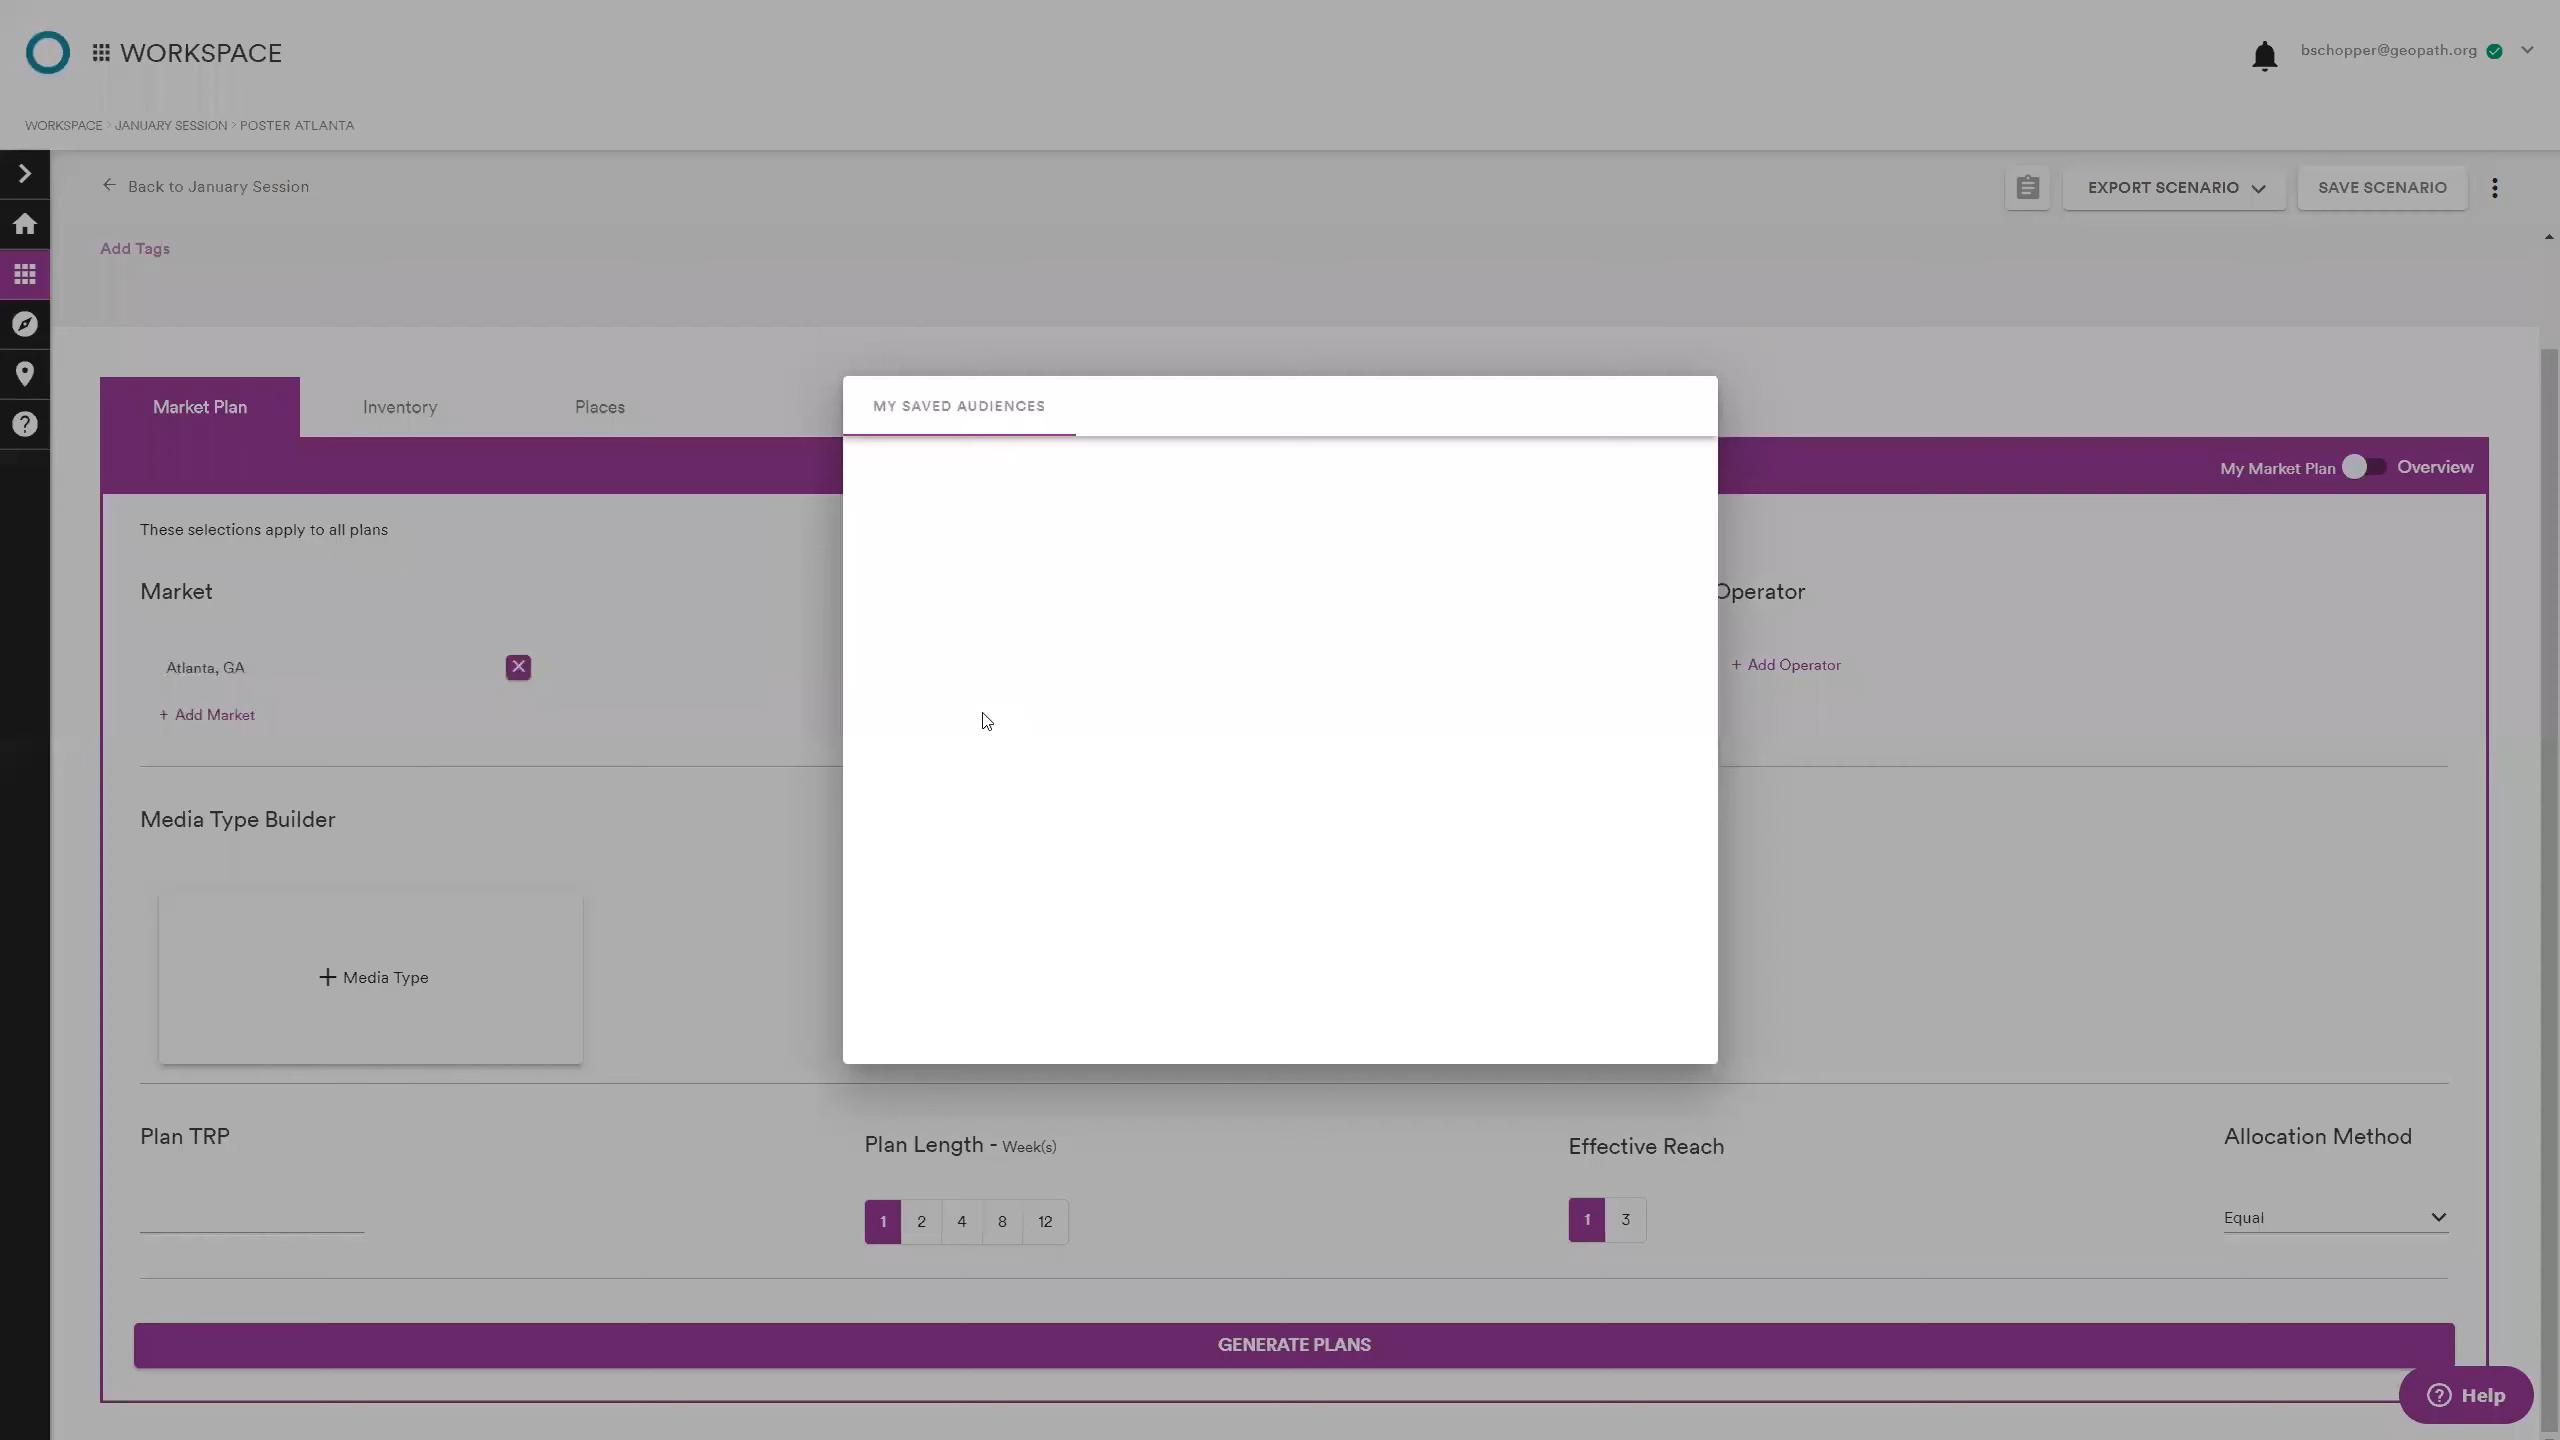 WORKSPACE
bschopper@geopath.org
WORKSPACE > JANUARY SESSION > POSTER ATLANTA
Back to January Session
EXPORT SCENARIO
SAVE SCENARIO
Add Tags
Market Plan
Inventory
Places
MY SAVED AUDIENCES
My Market Plan
Overview
These selections apply to all plans
Market
Operator
Atlanta, GA
+ Add Operator
+ Add Market
Media Type Builder
+ Media Type
Plan TRP
Plan Length - Week(s)
Effective Reach
Allocation Method
1 2 4 8 12
1 3
Equal
GENERATE PLANS
Help